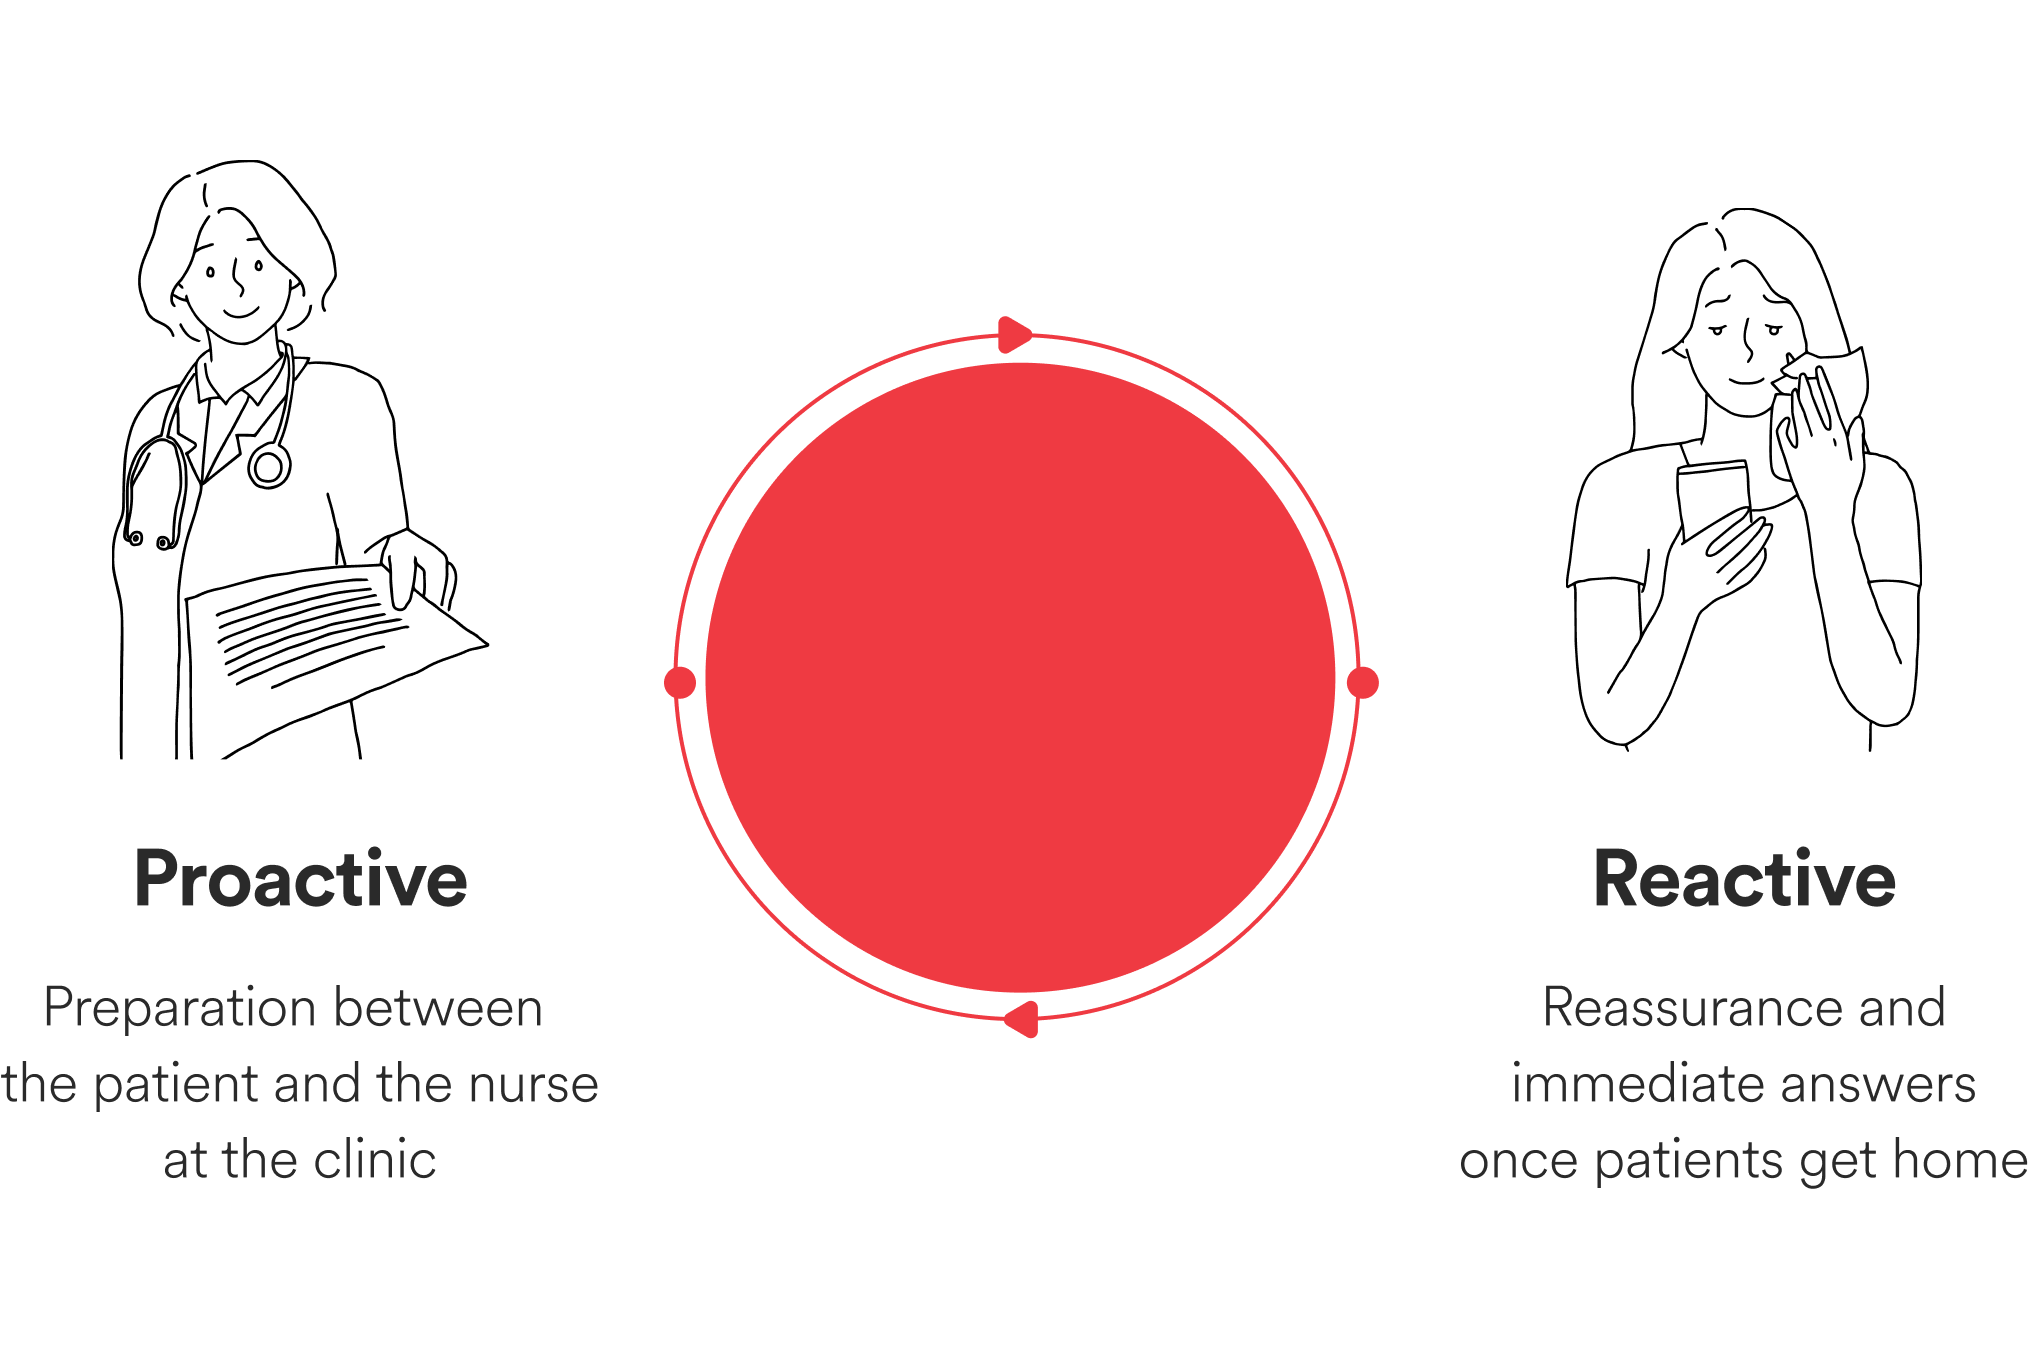 Proactive
Preparation between
the patient and the nurse
at the clinic
Reactive
Reassurance and
immediate answers
once patients get home